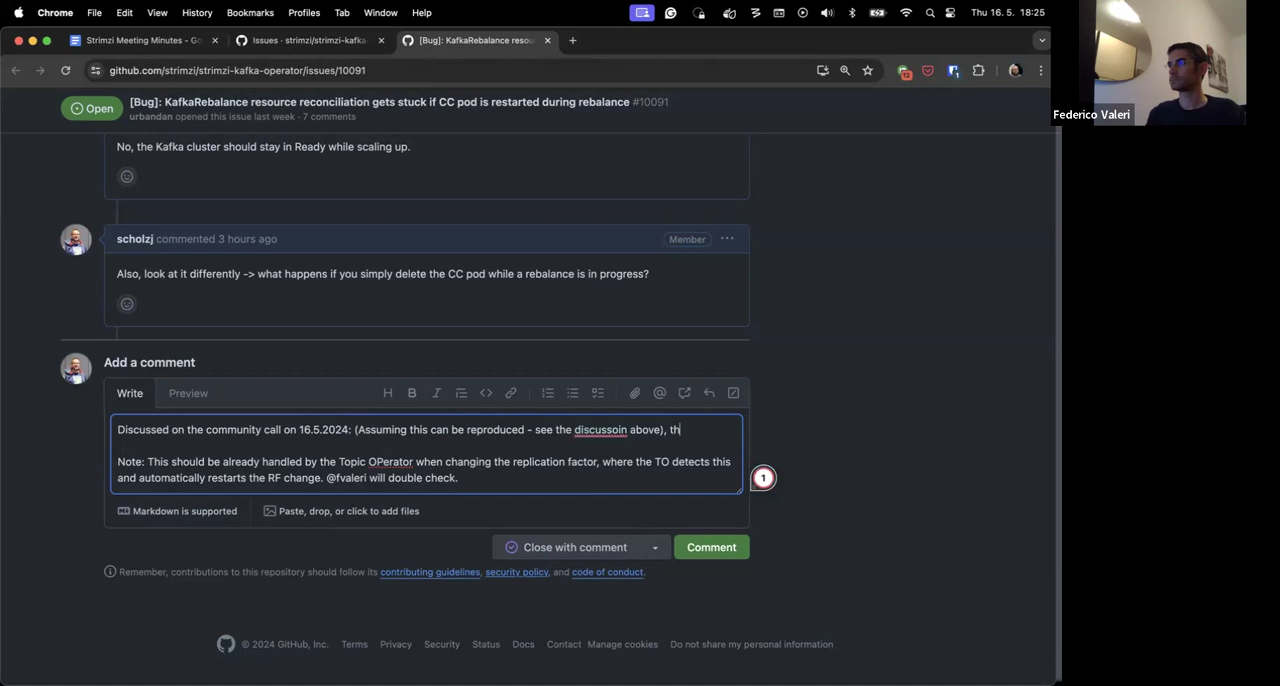 Chrome File Edit View History Bookmarks Profiles Tab Window Help Thu 16. 5. 18:25
Strimzi Meeting Minutes - Go Issues · strimzi/strimzi-kafka- [Bug]: KafkaRebalance resou
github.com/strimzi/strimzi-kafka-operator/issues/10091 12
Federico Valeri
Open
[Bug]: KafkaRebalance resource reconciliation gets stuck if CC pod is restarted during rebalance #10091
urbandan opened this issue last week · 7 comments
No, the Kafka cluster should stay in Ready while scaling up.
scholzj commented 3 hours ago Member
Also, look at it differently -> what happens if you simply delete the CC pod while a rebalance is in progress?
Add a comment
Write Preview
Discussed on the community call on 16.5.2024: (Assuming this can be reproduced - see the discussoin above), th
Note: This should be already handled by the Topic OPerator when changing the replication factor, where the TO detects this
and automatically restarts the RF change. @fvaleri will double check.
1
Markdown is supported Paste, drop, or click to add files
Close with comment Comment
Remember, contributions to this repository should follow its contributing guidelines, security policy, and code of conduct.
© 2024 GitHub, Inc. Terms Privacy Security Status Docs Contact Manage cookies Do not share my personal information